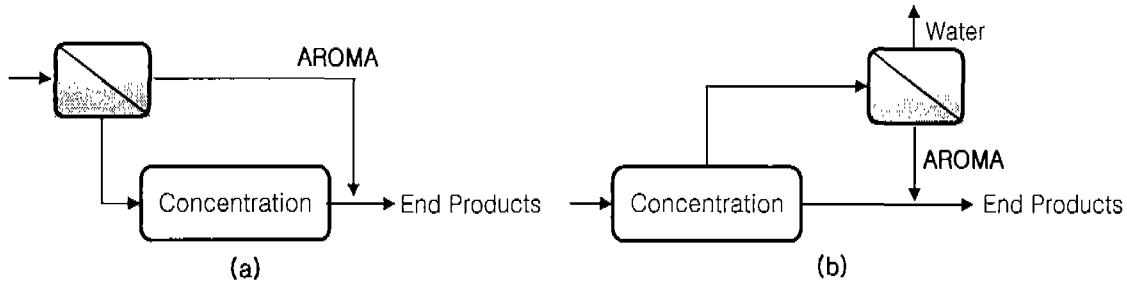 AROMA
Concentration
End Products
(a)
Water
AROMA
Concentration
End Products
(b)